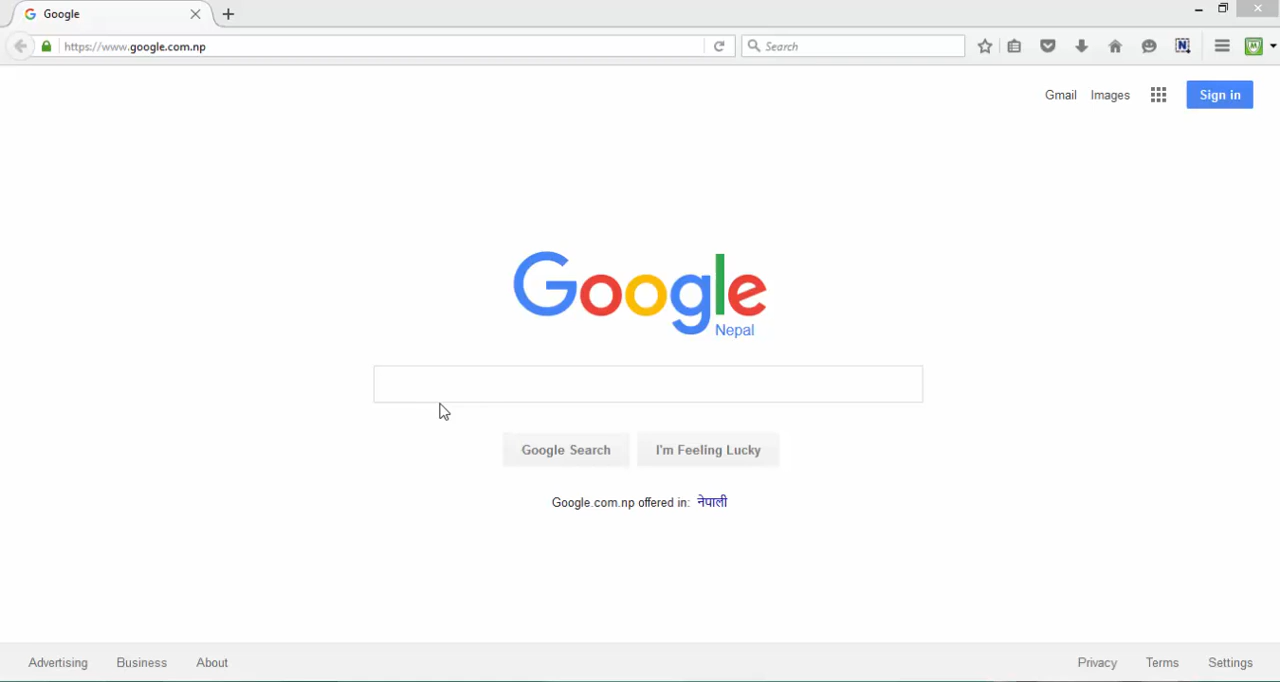 Google
https://www.google.com.np
Search
Gmail Images Sign in
Google
Nepal
Google Search I'm Feeling Lucky
Google.com.np offered in: नेपाली
Advertising Business About Privacy Terms Settings